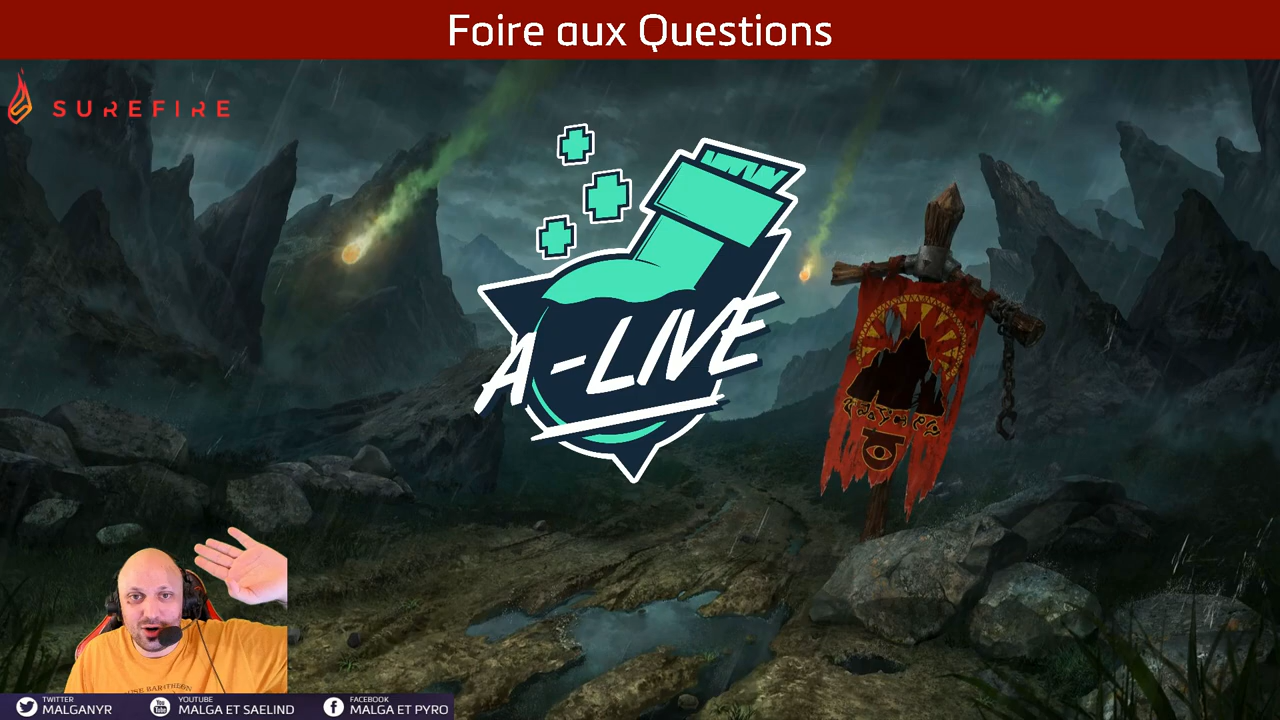 Foire aux Questions
SUREFIRE
A-LIVE
TWITTER
MALGANYR
YOUTUBE
MALGA ET SAELIND
FACEBOOK
MALGA ET PYRO